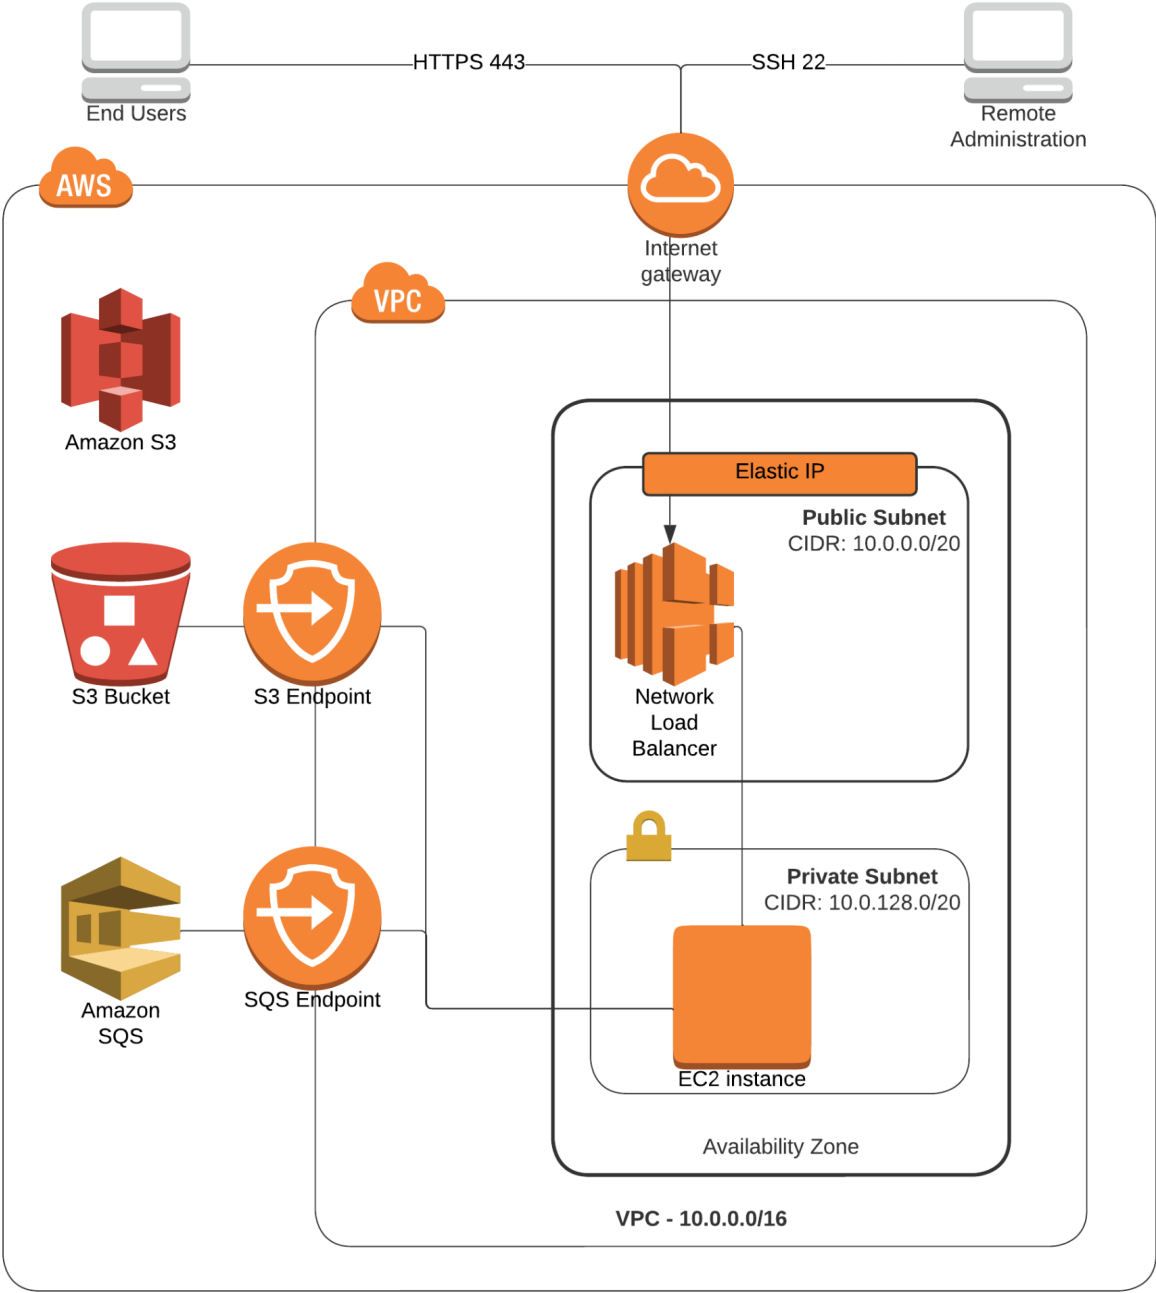 HTTPS 443
SSH 22
End Users
Remote
Administration
AWS
Internet
gateway
VPC
Amazon S3
Elastic IP
Public Subnet
CIDR: 10.0.0.0/20
S3 Bucket
S3 Endpoint
Network
Load
Balancer
Private Subnet
CIDR: 10.0.128.0/20
SQS Endpoint
Amazon
SQS
EC2 instance
Availability Zone
VPC - 10.0.0.0/16